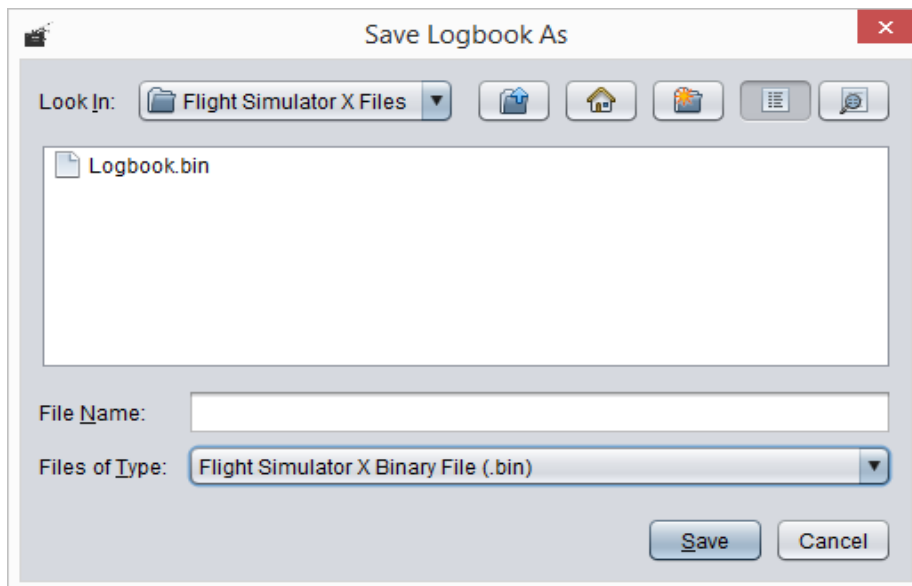 Save Logbook As
Look In: Flight Simulator X Files
Logbook.bin
File Name:
Files of Type: Flight Simulator X Binary File (.bin)
Save Cancel